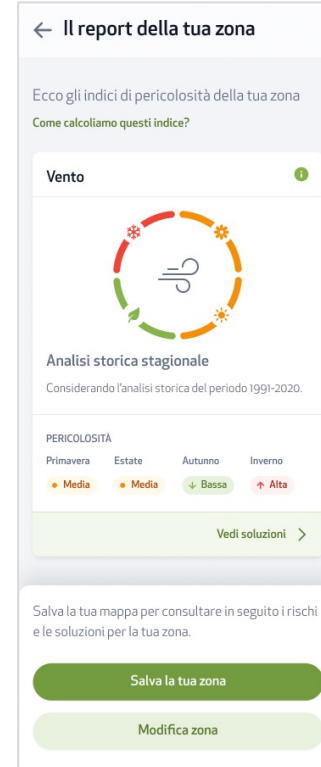 Il report della tua zona
Ecco gli indici di pericolosità della tua zona
Come calcoliamo questi indice?
Vento
Analisi storica stagionale
Considerando l'analisi storica del periodo 1991-2020.
PERICOLOSITÀ
Primavera Estate Autunno Inverno
Media Media Bassa Alta
Vedi soluzioni
Salva la tua mappa per consultare in seguito i rischi
e le soluzioni per la tua zona.
Salva la tua zona
Modifica zona